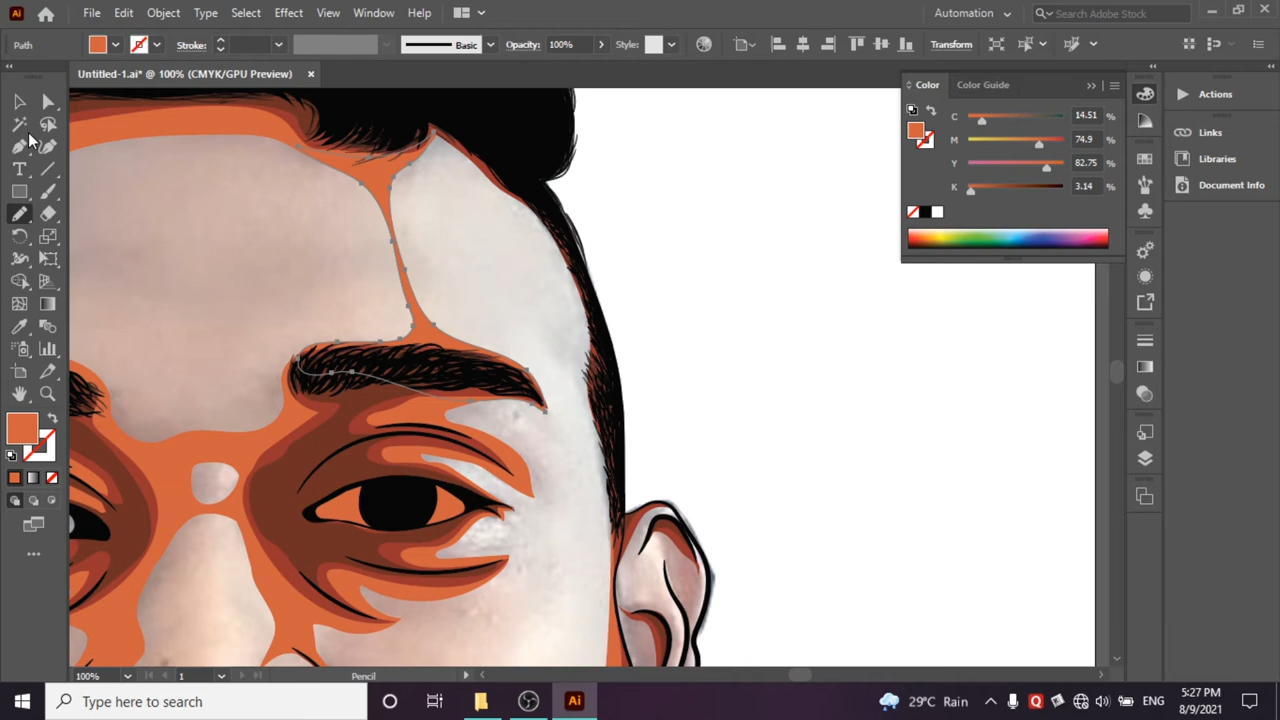 Ai File Edit Object Type Select Effect View Window Help Automation Search Adobe Stock
Path Stroke: Basic Opacity: 100% Style: Transform
Untitled-1.ai* @ 100% (CMYK/GPU Preview) ×
Color Color Guide
C 14.51 %
M 74.9 %
Y 82.75 %
K 3.14 %
Actions
Links
Libraries
Document Info
100% 1 Pencil
Type here to search
Ai
29°C Rain
ENG
5:27 PM
8/9/2021